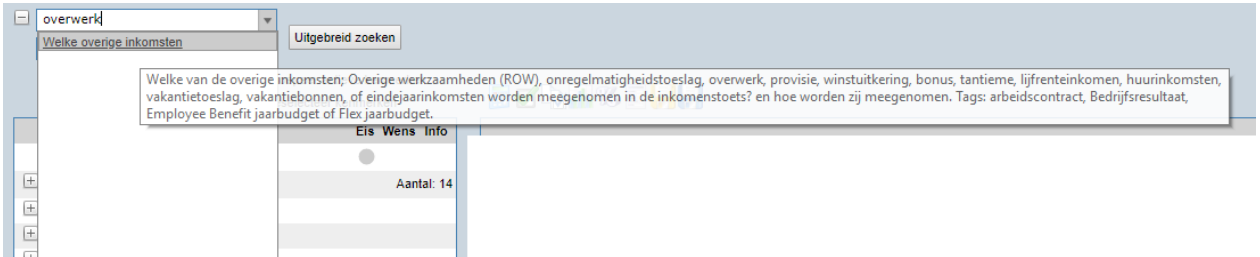 overwerk
Uitgebreid zoeken
Welke overige inkomsten
Welke van de overige inkomsten; Overige werkzaamheden (ROW), onregelmatigheidstoeslag, overwerk, provisie, winstuitkering, bonus, tantieme, lijfrenteinkomen, huurinkomsten,
vakantietoeslag, vakantiebonnen, of eindejaarinkomsten worden meegenomen in de inkomenstoets? en hoe worden zij meegenomen. Tags: arbeidscontract, Bedrijfsresultaat,
Employee Benefit jaarbudget of Flex jaarbudget.
Eis Wens Info
Aantal: 14